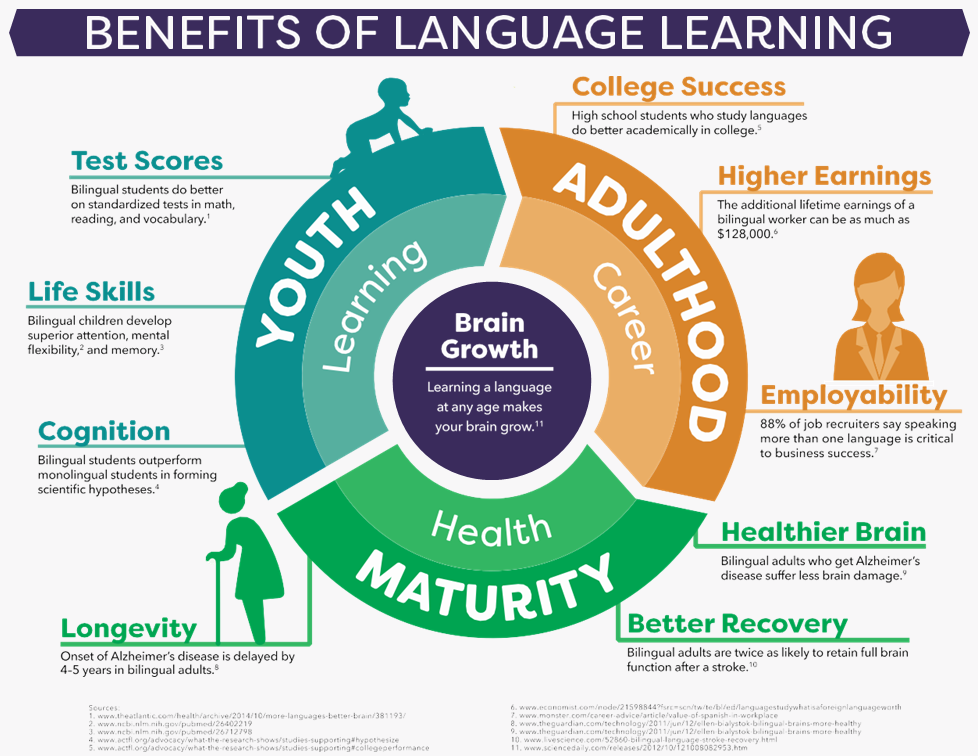 BENEFITS OF LANGUAGE LEARNING
College Success
High school students who study languages
do better academically in college.5
Test Scores
Bilingual students do better
on standardized tests in math,
reading, and vocabulary.1
Higher Earnings
The additional lifetime earnings of a
bilingual worker can be as much as
$128,000.6
YOUTH
Learning
ADULTHOOD
Career
Life Skills
Bilingual children develop
superior attention, mental
flexibility,2 and memory.3
Brain
Growth
Learning a language
at any age makes
your brain grow.11
Employability
88% of job recruiters say speaking
more than one language is critical
to business success.7
Cognition
Bilingual students outperform
monolingual students in forming
scientific hypotheses.4
Health
MATURITY
Healthier Brain
Bilingual adults who get Alzheimer's
disease suffer less brain damage.9
Longevity
Onset of Alzheimer's disease is delayed by
4-5 years in bilingual adults.8
Better Recovery
Bilingual adults are twice as likely to retain full brain
function after a stroke.10
Sources:
1. www.theatlantic.com/health/archive/2014/10/more-languages-better-brain/381193/
2. www.ncbi.nlm.nih.gov/pubmed/26402219
3. www.ncbi.nlm.nih.gov/pubmed/26712798
4. www.actfl.org/advocacy/what-the-research-shows/studies-supporting#hypothesize
5. www.actfl.org/advocacy/what-the-research-shows/studies-supporting#collegeperformance
6. www.economist.com/node/21598844?fsrc=scn/tw/te/bl/ed/languagestudywhatisaforeignlanguageworth
7. www.monster.com/career-advice/article/value-of-spanish-in-workplace
8. www.theguardian.com/technology/2011/jun/12/ellen-bialystok-bilingual-brains-more-healthy
9. www.theguardian.com/technology/2011/jun/12/ellen-bialystok-bilingual-brains-more-healthy
10. www.livescience.com/52860-bilingual-language-stroke-recovery.html
11. www.sciencedaily.com/releases/2012/10/121008082953.htm